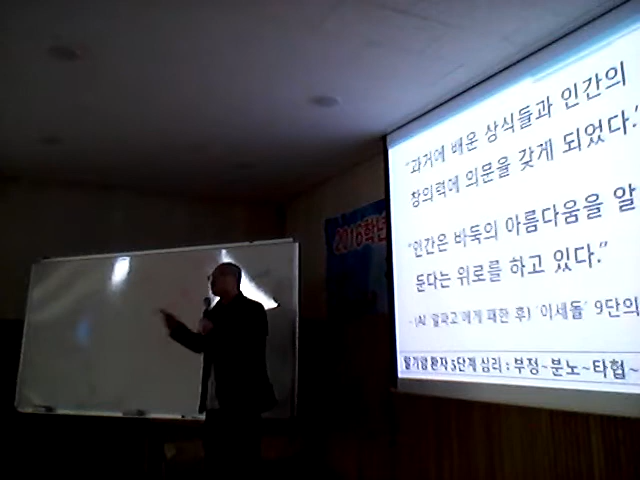 "과거에 배운 상식들과 인간의
창의력에 의문을 갖게 되었다."
"인간은 바둑의 아름다움을 알
둔다는 위로를 하고 있다."
- (AI '알파고'에게 패한 후) '이세돌' 9단의
말기암 환자 5단계 심리 : 부정~분노~타협~
2016학년